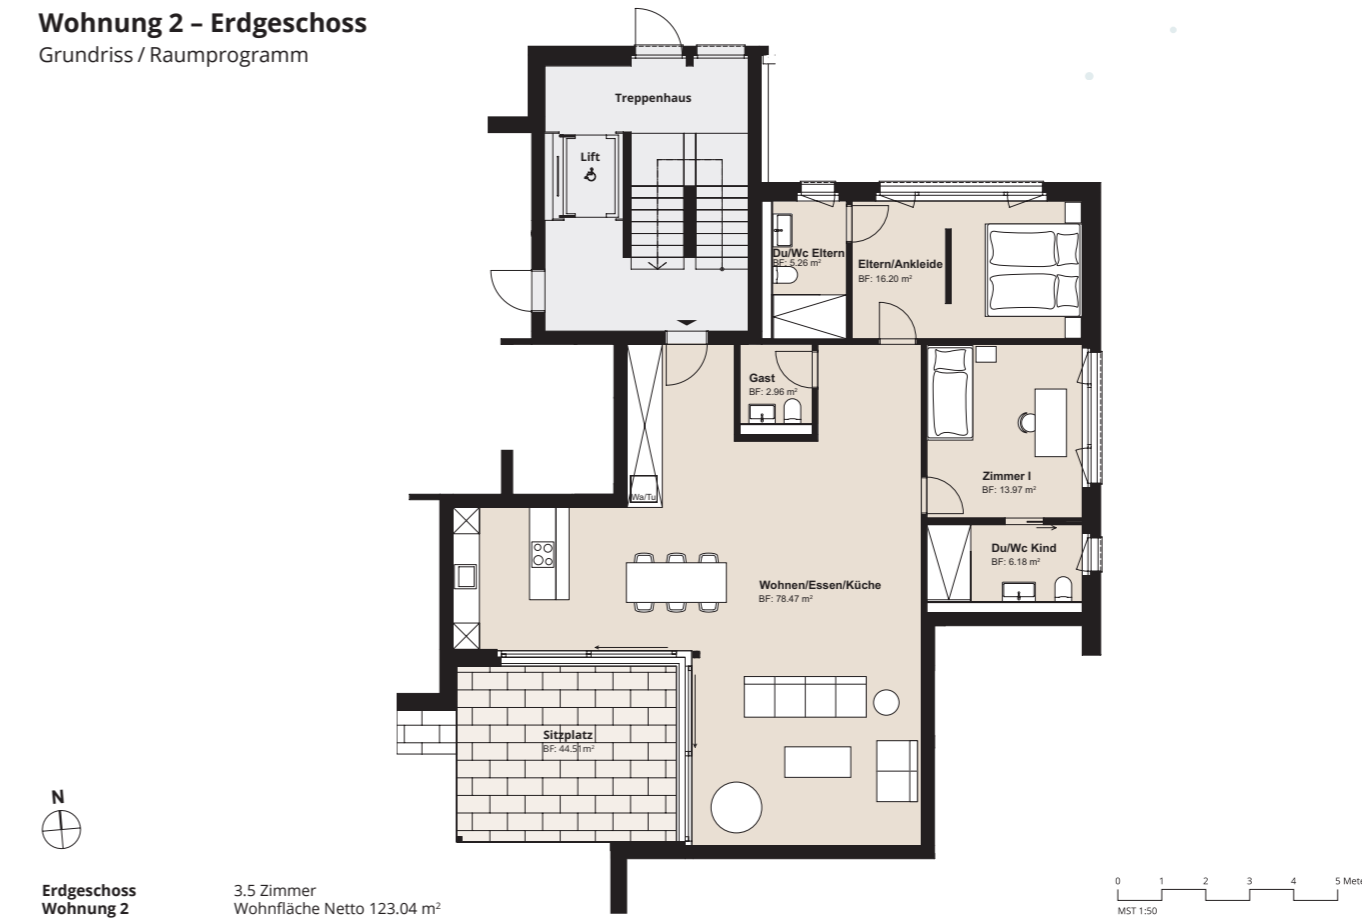 Wohnung 2 – Erdgeschoss
Grundriss / Raumprogramm
Treppenhaus
Lift
Du/Wc Eltern
BF: 5.26 m²
Eltern/Ankleide
BF: 16.20 m²
Gast
BF: 2.96 m²
Zimmer I
BF: 13.97 m²
Wa/Tu
Du/Wc Kind
BF: 6.18 m²
Wohnen/Essen/Küche
BF: 78.47 m²
Sitzplatz
BF: 44.51m²
N
0 1 2 3 4 5 Mete
MST 1:50
Erdgeschoss 3.5 Zimmer
Wohnung 2 Wohnfläche Netto 123.04 m²